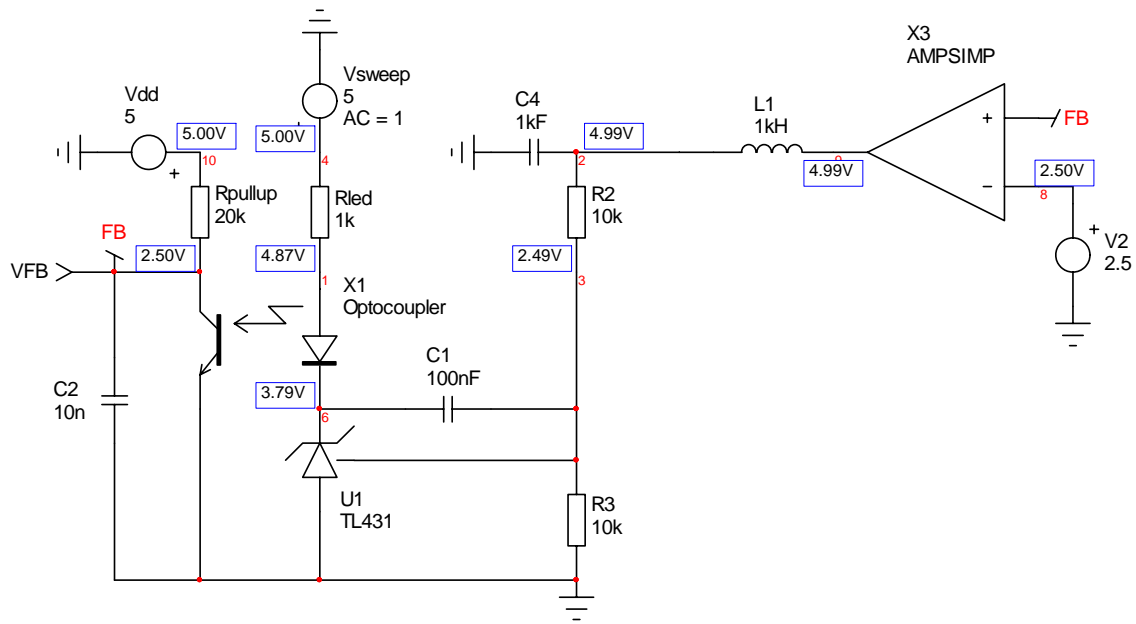 X3
AMPSIMP
Vsweep
5
AC = 1
Vdd
5
C4
1kF
L1
1kH
5.00V
5.00V
4.99V
FB
10
4
2
4.99V
2.50V
8
Rpullup
20k
Rled
1k
R2
10k
FB
2.50V
4.87V
2.49V
V2
2.5
VFB
1
3
X1
Optocoupler
C1
100nF
C2
10n
3.79V
6
U1
TL431
R3
10k